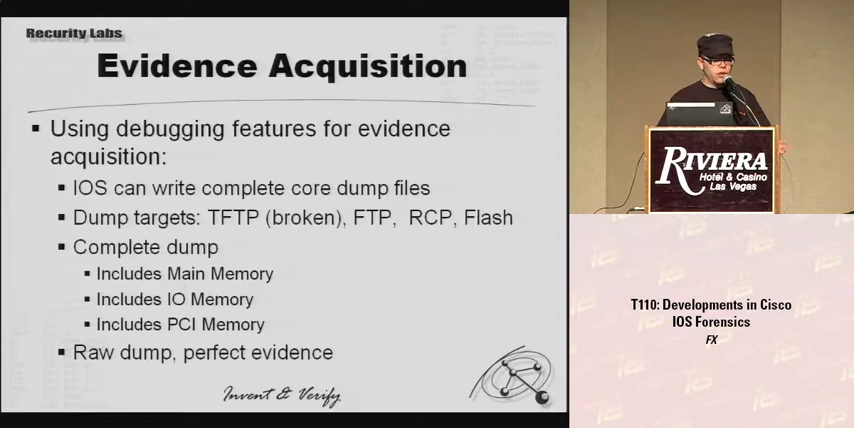 Recurity Labs
Evidence Acquisition
▪ Using debugging features for evidence
acquisition:
▪ IOS can write complete core dump files
▪ Dump targets: TFTP (broken), FTP, RCP, Flash
▪ Complete dump
▪ Includes Main Memory
▪ Includes IO Memory
▪ Includes PCI Memory
▪ Raw dump, perfect evidence
Invent & Verify
RIVIERA
Hotel & Casino
Las Vegas
T110: Developments in Cisco
IOS Forensics
FX